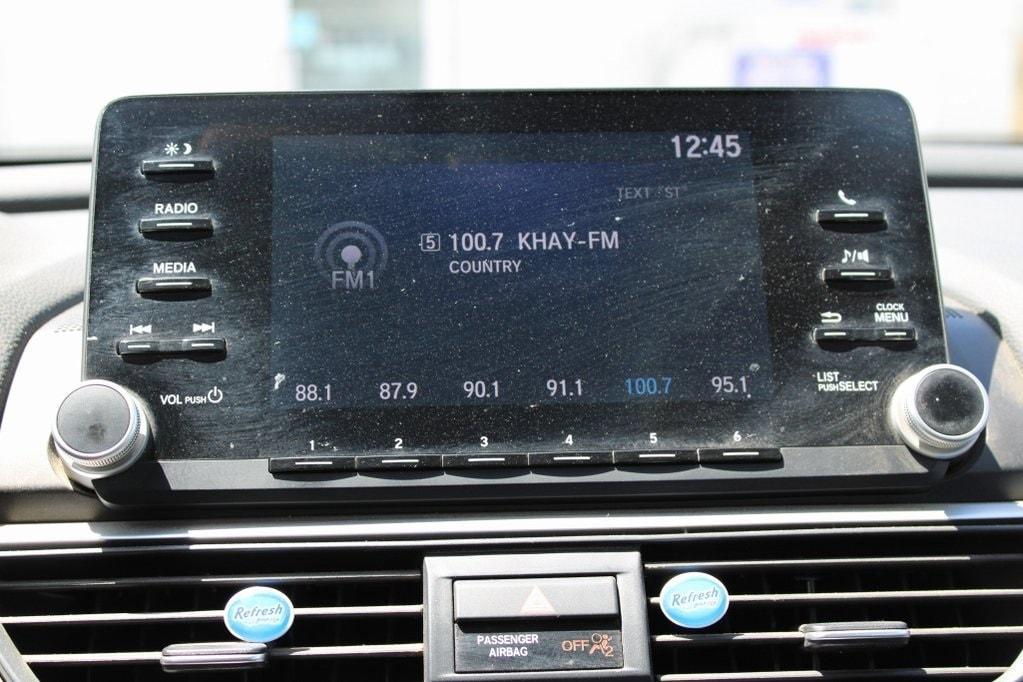 12:45
RADIO
TEXT ST
5 100.7 KHAY-FM
COUNTRY
FM1
MEDIA
CLOCK
MENU
VOL PUSH
LIST
PUSH SELECT
88.1 87.9 90.1 91.1 100.7 95.1
1 2 3 4 5 6
Refresh
Refresh
PASSENGER
AIRBAG
OFF 2